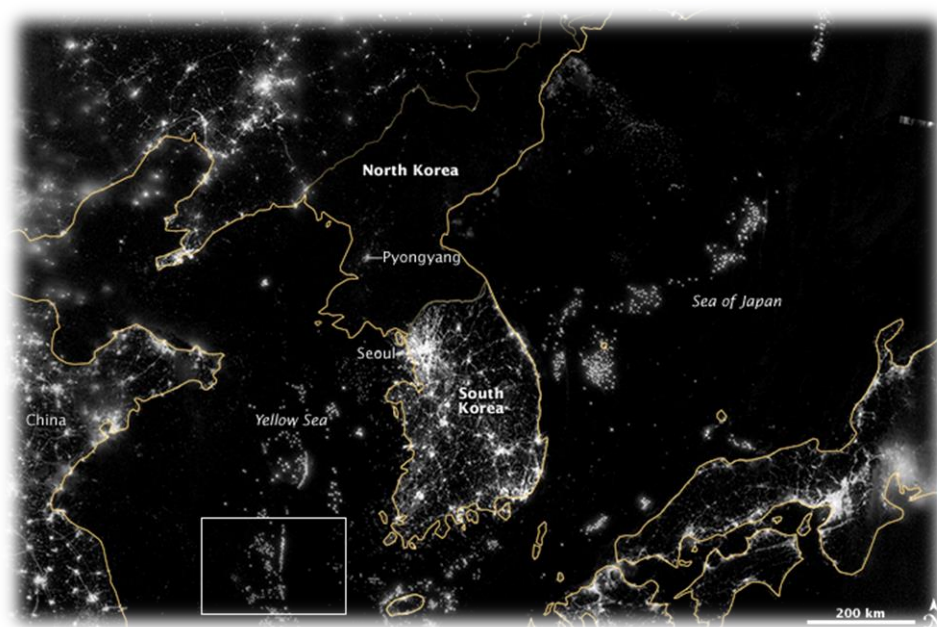 North Korea
Pyongyang
Sea of Japan
Seoul
South
Korea
China
Yellow Sea
200 km